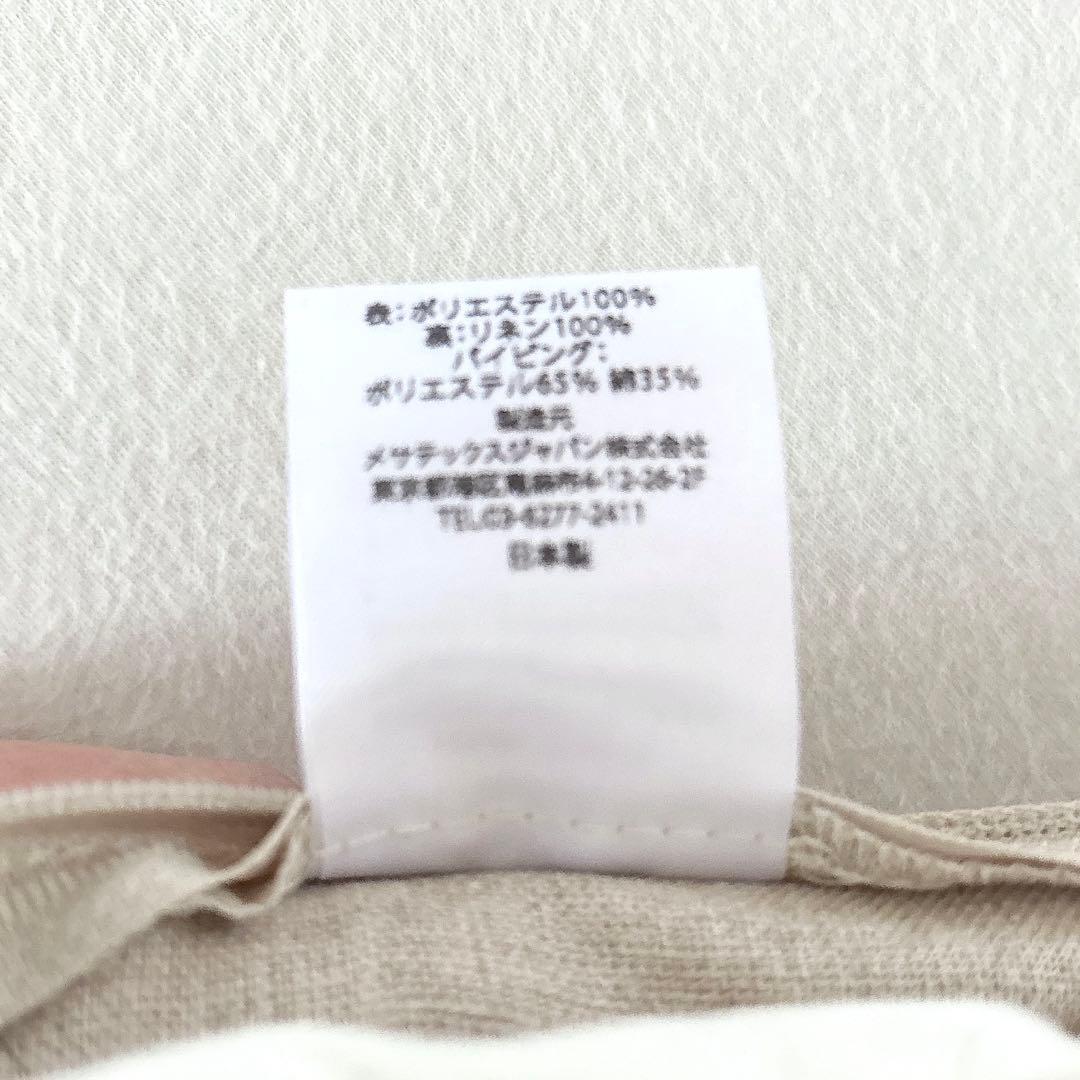 表:ポリエステル100%
裏:リネン100%
パイピング:
ポリエステル65% 綿35%
製造元
メサテックスジャパン株式会社
東京都港区南麻布4-12-26-2F
TEL03-6277-2411
日本製